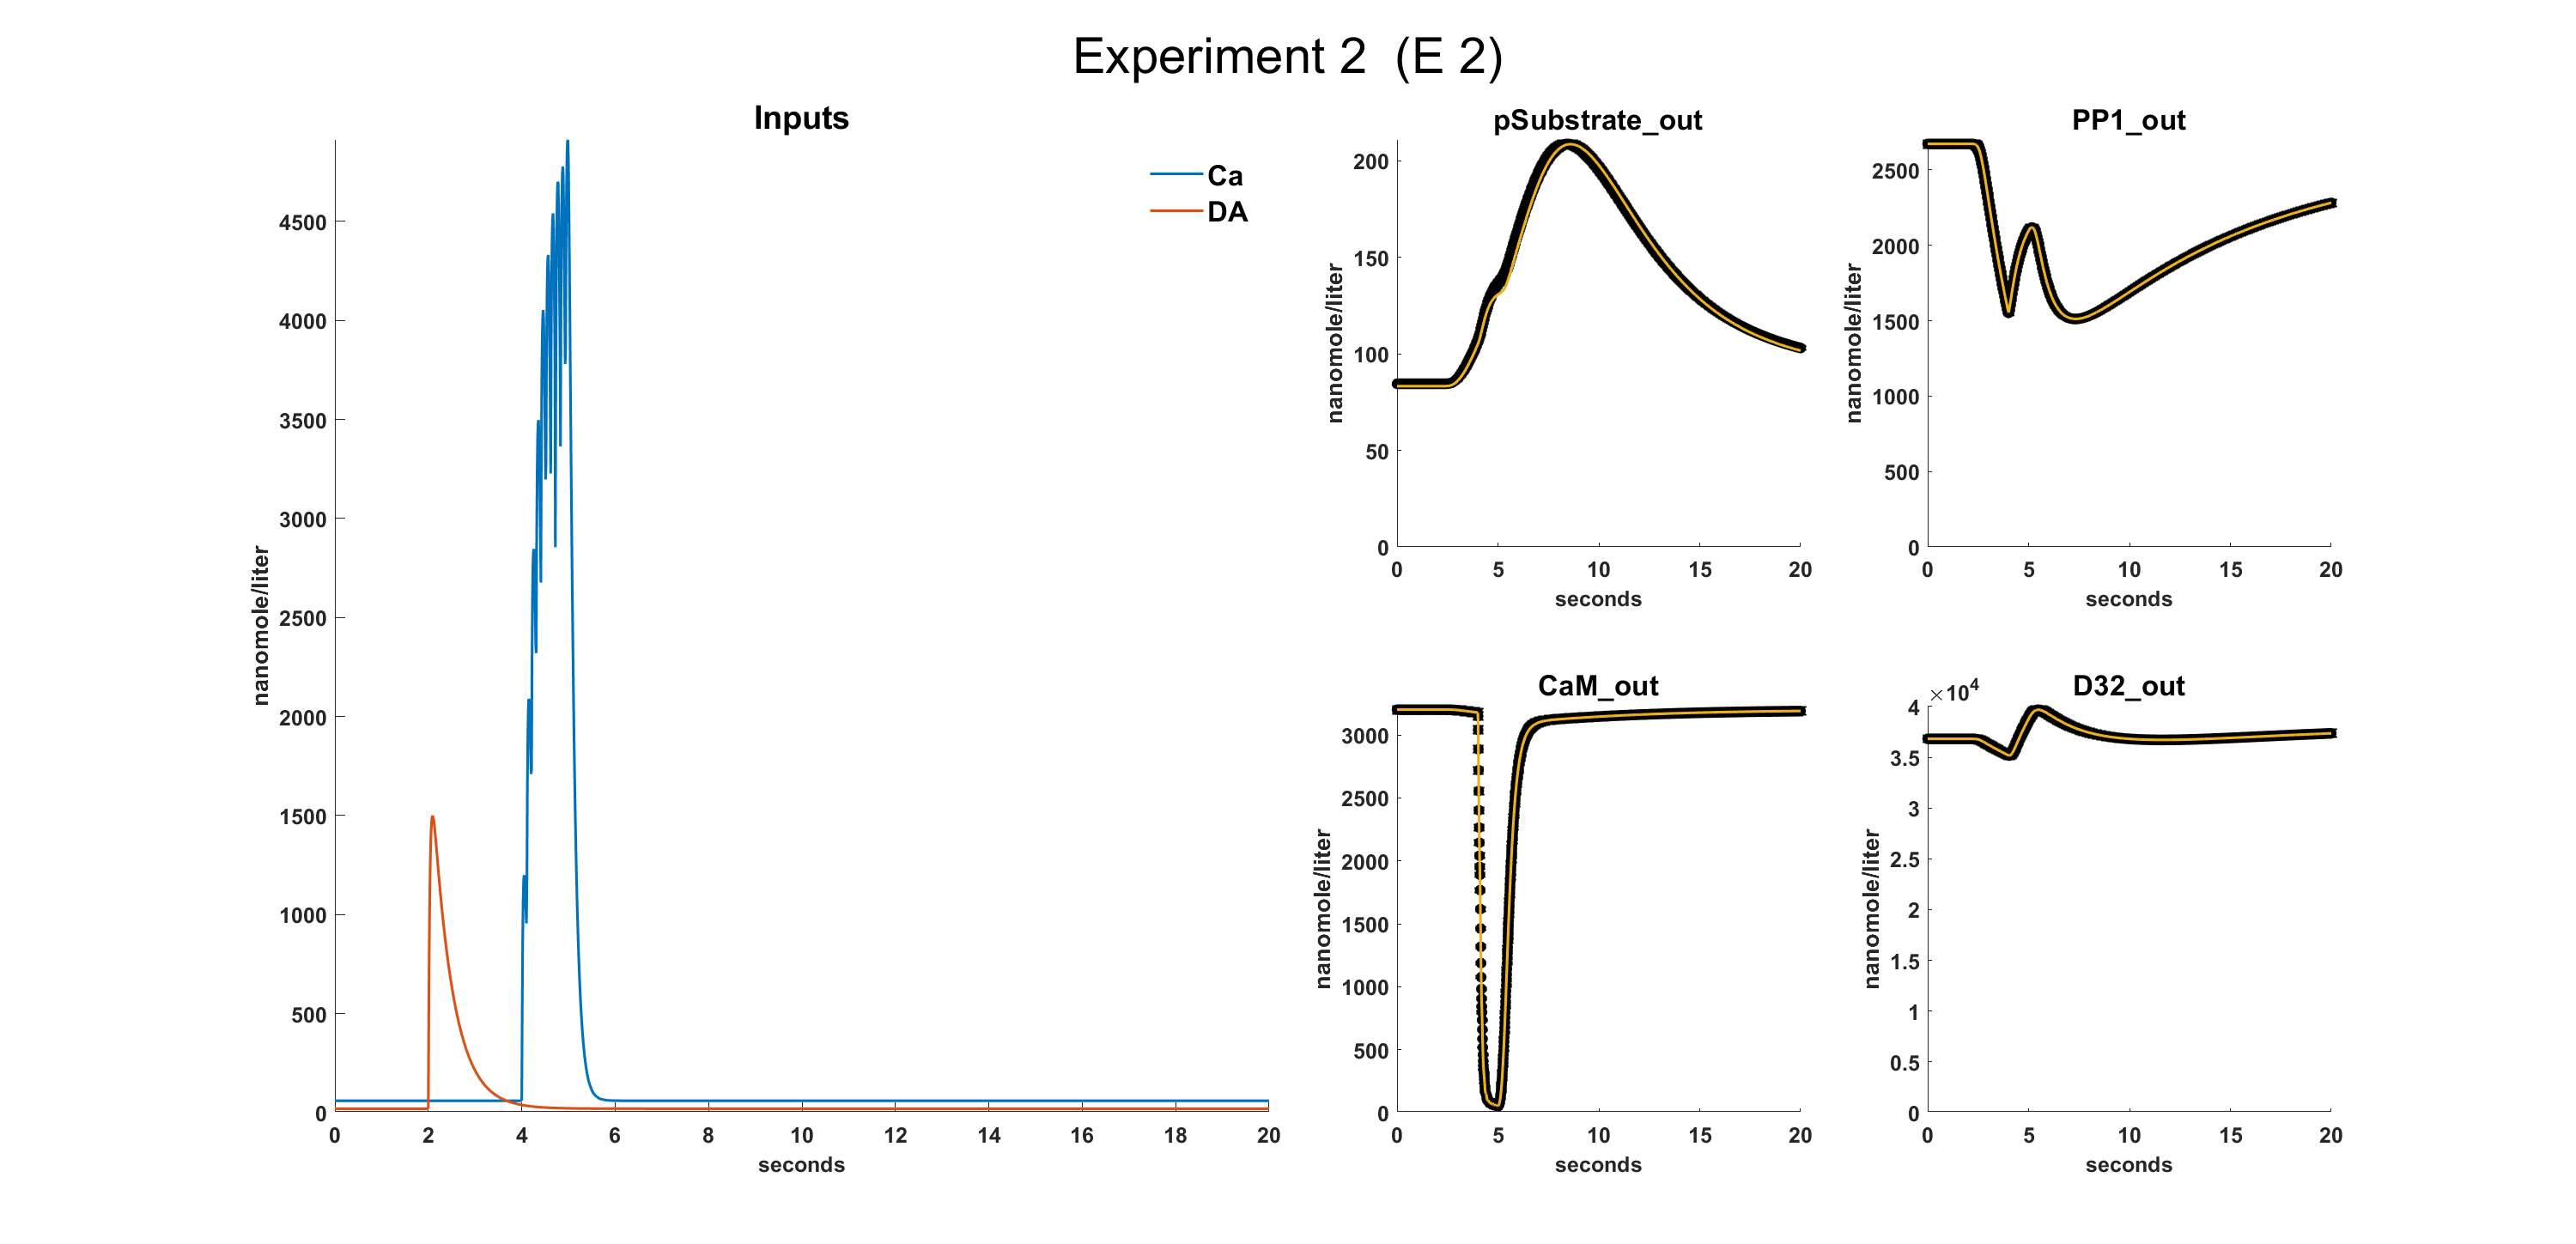 Experiment 2 (E 2)
Inputs
Ca
DA
nanomole/liter
4500
4000
3500
3000
2500
2000
1500
1000
500
0
0 2 4 6 8 10 12 14 16 18 20
seconds
pSubstrate_out
nanomole/liter
200
150
100
50
0
0 5 10 15 20
seconds
PP1_out
nanomole/liter
2500
2000
1500
1000
500
0
0 5 10 15 20
seconds
CaM_out
nanomole/liter
3000
2500
2000
1500
1000
500
0
0 5 10 15 20
seconds
D32_out
×10⁴
nanomole/liter
4
3.5
3
2.5
2
1.5
1
0.5
0
0 5 10 15 20
seconds